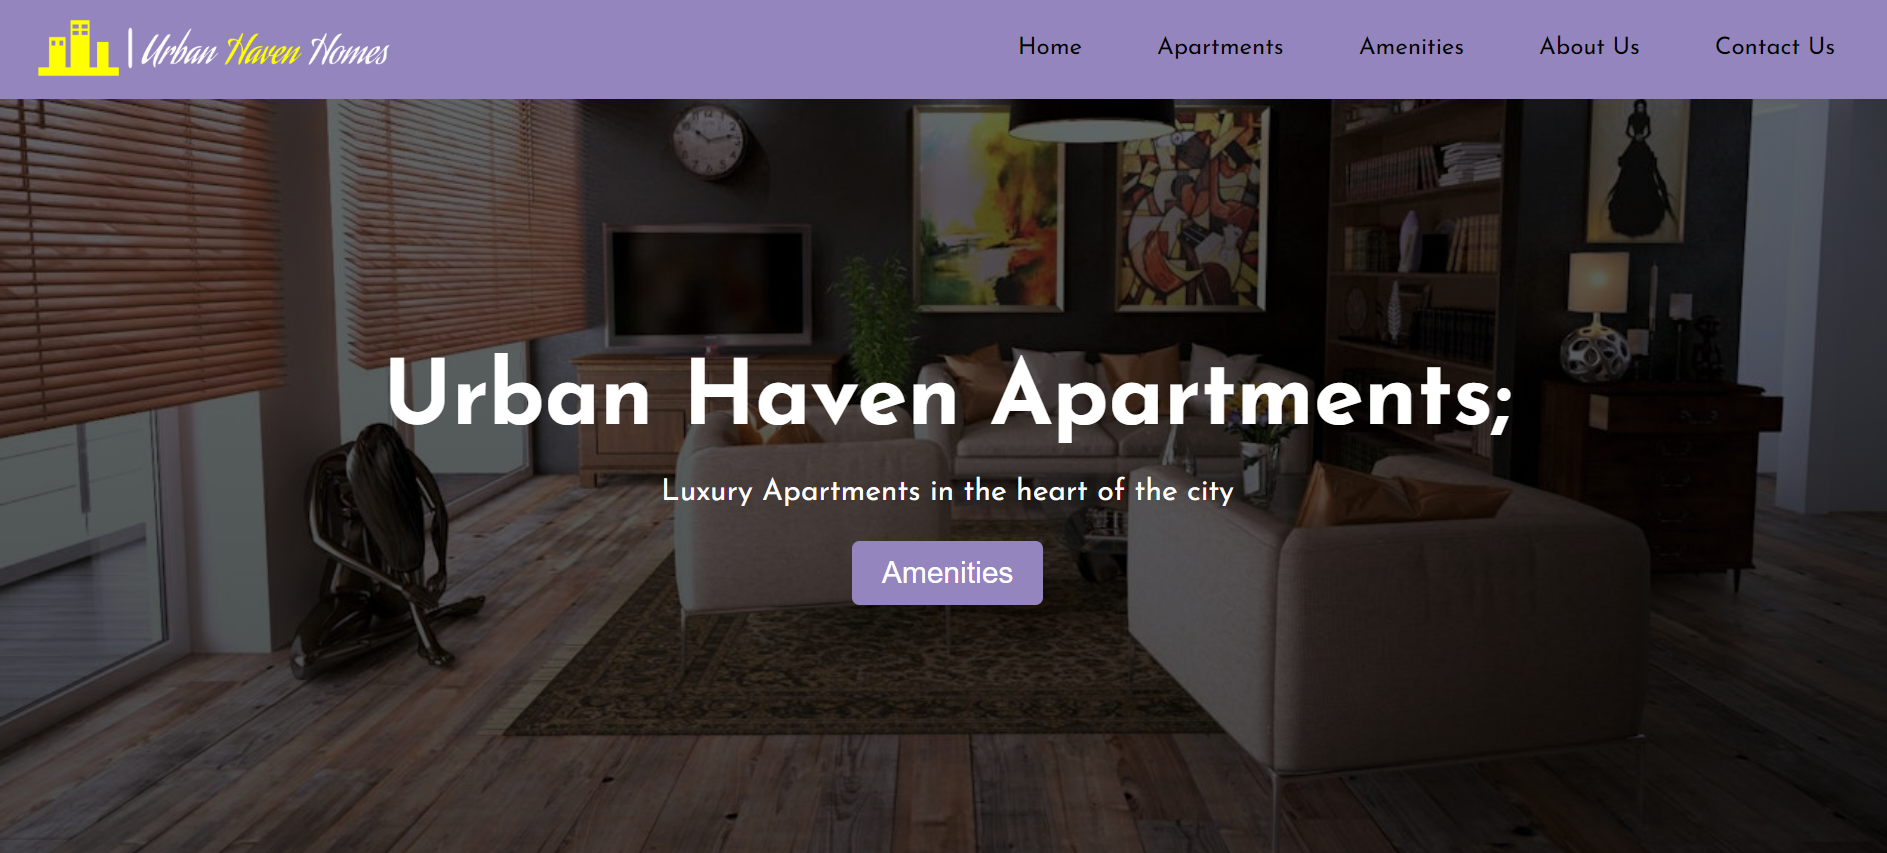 | Urban Haven Homes
Home Apartments Amenities About Us Contact Us
Urban Haven Apartments;
Luxury Apartments in the heart of the city
Amenities